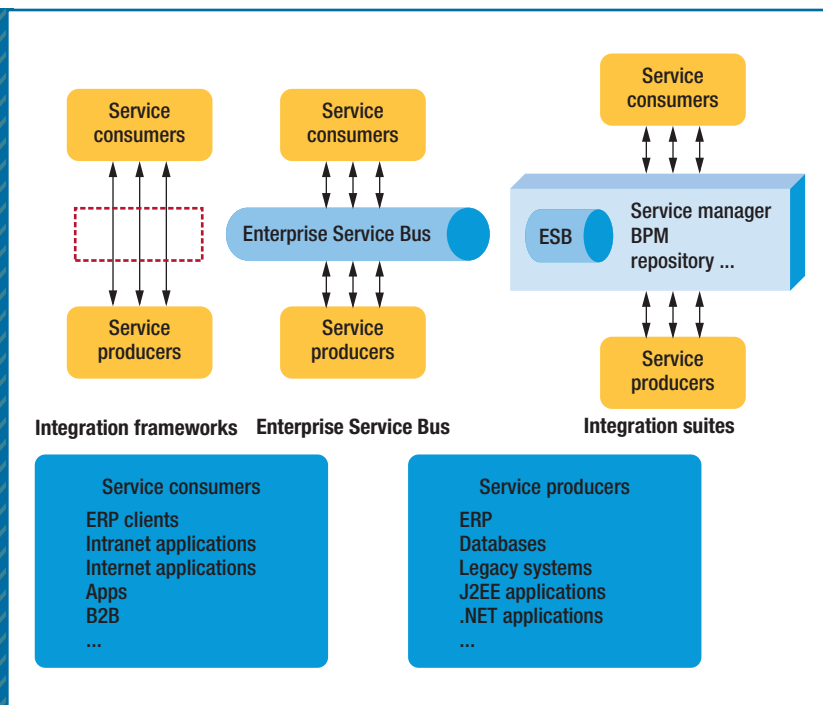 Service
consumers
Service
producers
Integration frameworks
Service
consumers
Enterprise Service Bus
Service
producers
Enterprise Service Bus
Service
consumers
ESB
Service manager
BPM
repository ...
Service
producers
Integration suites
Service consumers
ERP clients
Intranet applications
Internet applications
Apps
B2B
...
Service producers
ERP
Databases
Legacy systems
J2EE applications
.NET applications
...